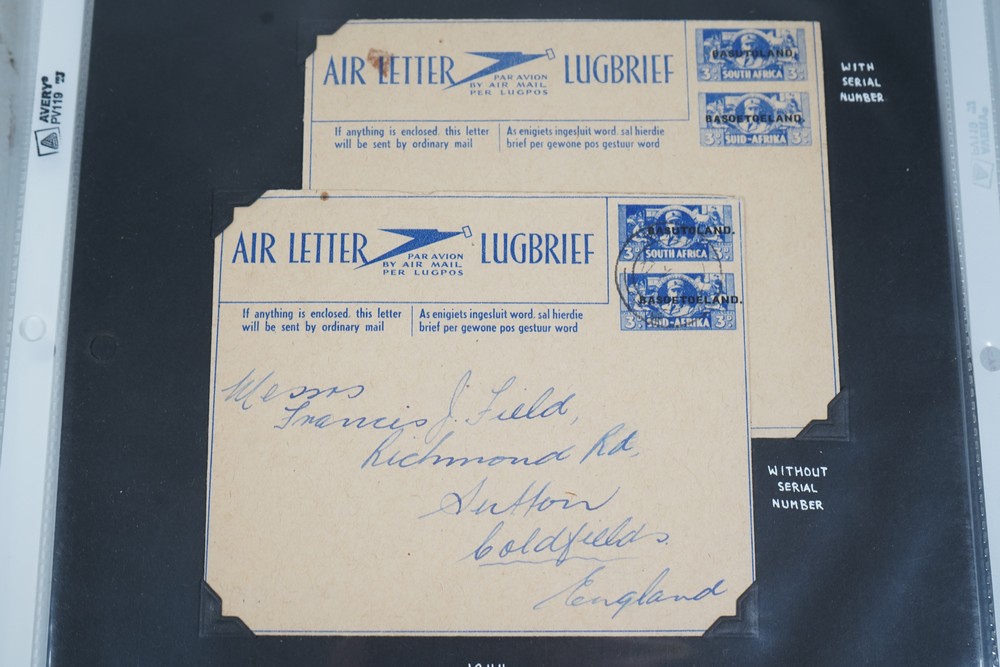 AVERY®
PV119
AIR LETTER
PAR AVION
BY AIR MAIL
PER LUGPOS
LUGBRIEF
BASUTOLAND.
3d SOUTH AFRICA 3d
BASOETOELAND.
3d SUID-AFRIKA 3d
If anything is enclosed. this letter
will be sent by ordinary mail
As enigiets ingesluit word. sal hierdie
brief per gewone pos gestuur word
WITH
SERIAL
NUMBER
AIR LETTER
PAR AVION
BY AIR MAIL
PER LUGPOS
LUGBRIEF
BASUTOLAND.
3d SOUTH AFRICA 3d
BASOETOELAND.
3d SUID-AFRIKA 3d
If anything is enclosed. this letter
will be sent by ordinary mail
As enigiets ingesluit word. sal hierdie
brief per gewone pos gestuur word
Messrs
Francis J. Field,
Richmond Rd,
Sutton
Coldfields.
England
WITHOUT
SERIAL
NUMBER